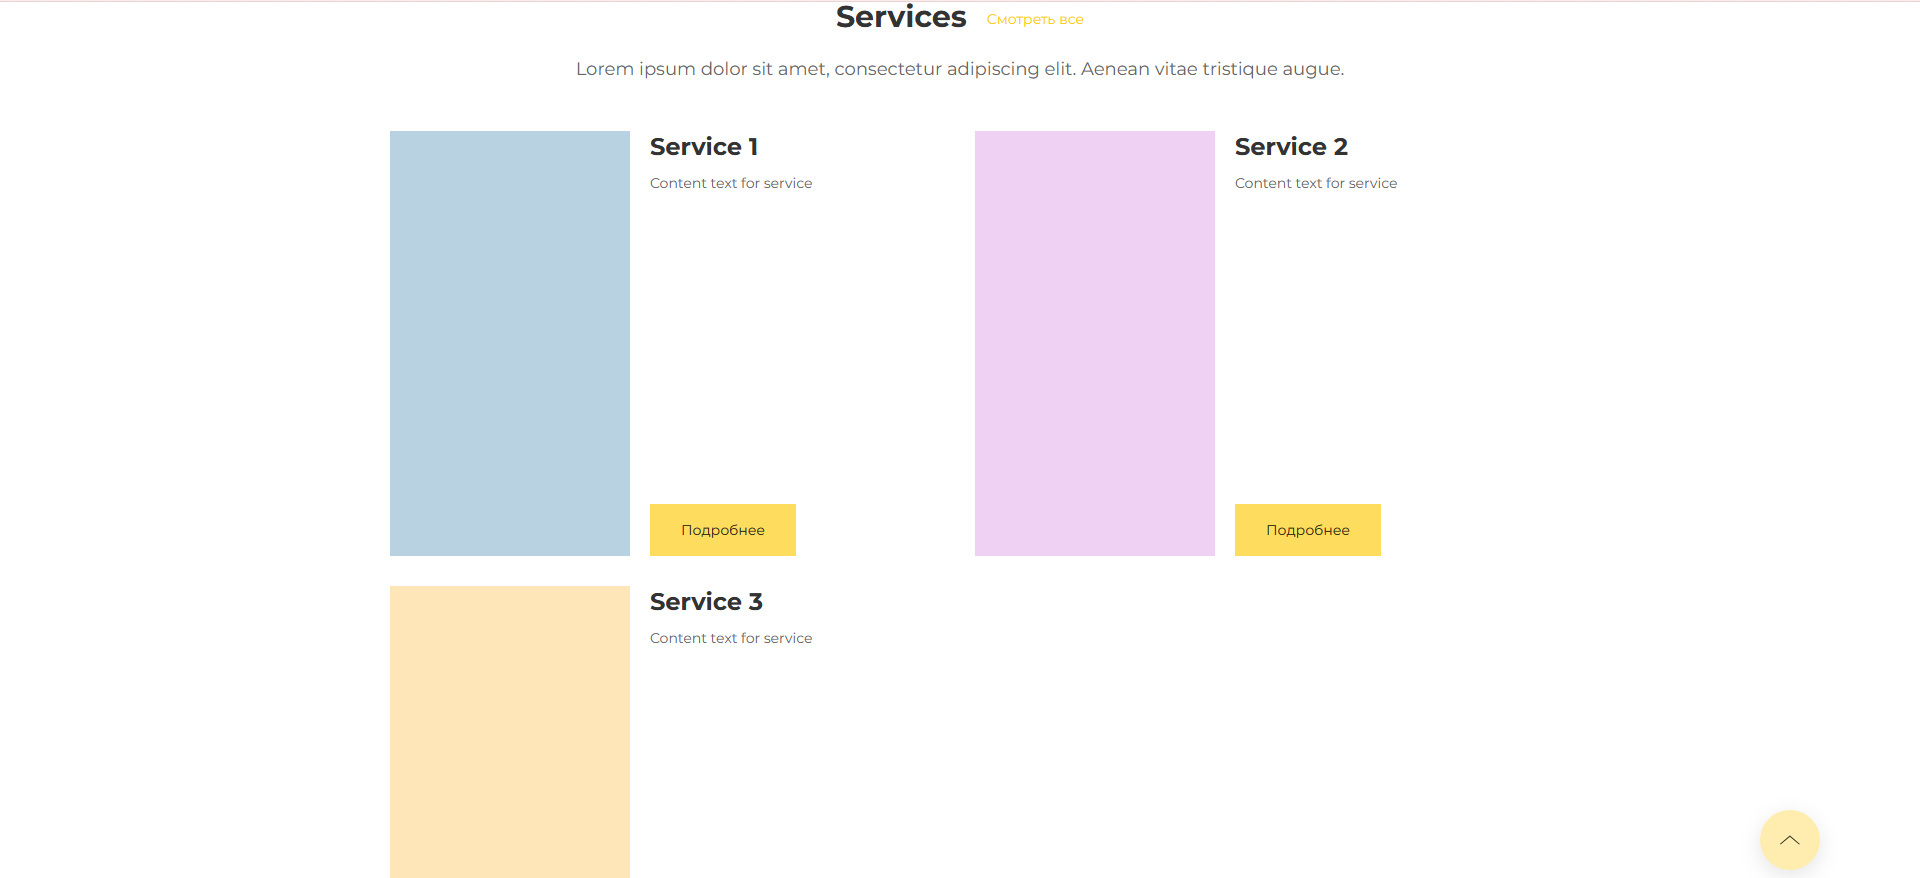 Services Смотреть все
Lorem ipsum dolor sit amet, consectetur adipiscing elit. Aenean vitae tristique augue.
Service 1
Content text for service
Подробнее
Service 2
Content text for service
Подробнее
Service 3
Content text for service